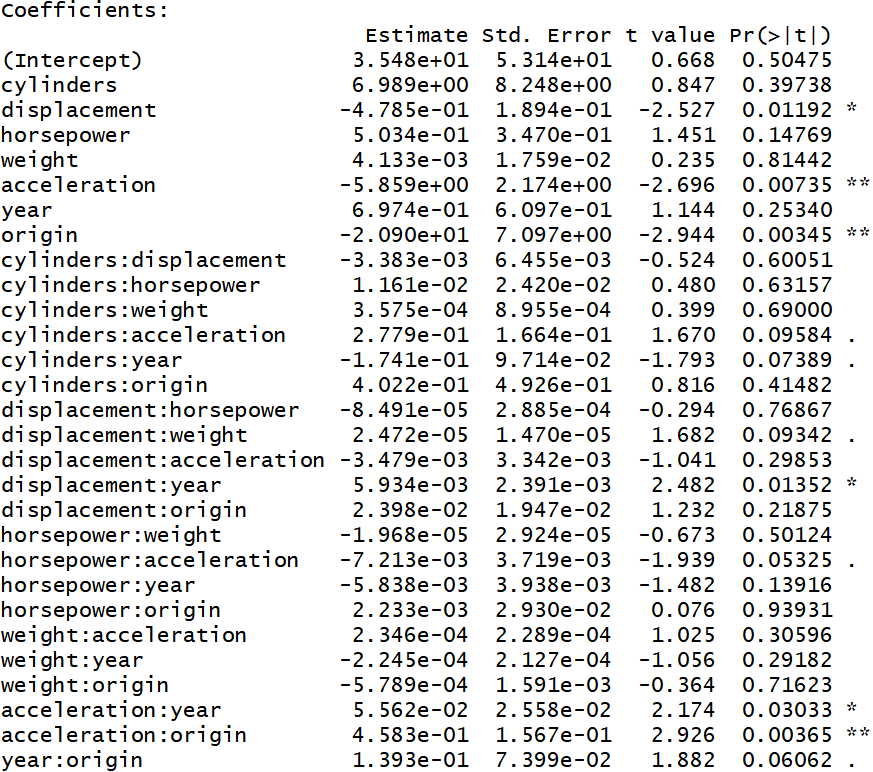 Coefficients:
                            Estimate Std. Error t value Pr(>|t|)
(Intercept)                3.548e+01  5.314e+01   0.668  0.50475
cylinders                  6.989e+00  8.248e+00   0.847  0.39738
displacement              -4.785e-01  1.894e-01  -2.527  0.01192 *
horsepower                 5.034e-01  3.470e-01   1.451  0.14769
weight                     4.133e-03  1.759e-02   0.235  0.81442
acceleration              -5.859e+00  2.174e+00  -2.696  0.00735 **
year                       6.974e-01  6.097e-01   1.144  0.25340
origin                    -2.090e+01  7.097e+00  -2.944  0.00345 **
cylinders:displacement    -3.383e-03  6.455e-03  -0.524  0.60051
cylinders:horsepower       1.161e-02  2.420e-02   0.480  0.63157
cylinders:weight           3.575e-04  8.955e-04   0.399  0.69000
cylinders:acceleration     2.779e-01  1.664e-01   1.670  0.09584 .
cylinders:year            -1.741e-01  9.714e-02  -1.793  0.07389 .
cylinders:origin           4.022e-01  4.926e-01   0.816  0.41482
displacement:horsepower   -8.491e-05  2.885e-04  -0.294  0.76867
displacement:weight        2.472e-05  1.470e-05   1.682  0.09342 .
displacement:acceleration -3.479e-03  3.342e-03  -1.041  0.29853
displacement:year          5.934e-03  2.391e-03   2.482  0.01352 *
displacement:origin        2.398e-02  1.947e-02   1.232  0.21875
horsepower:weight         -1.968e-05  2.924e-05  -0.673  0.50124
horsepower:acceleration   -7.213e-03  3.719e-03  -1.939  0.05325 .
horsepower:year           -5.838e-03  3.938e-03  -1.482  0.13916
horsepower:origin          2.233e-03  2.930e-02   0.076  0.93931
weight:acceleration        2.346e-04  2.289e-04   1.025  0.30596
weight:year               -2.245e-04  2.127e-04  -1.056  0.29182
weight:origin             -5.789e-04  1.591e-03  -0.364  0.71623
acceleration:year          5.562e-02  2.558e-02   2.174  0.03033 *
acceleration:origin        4.583e-01  1.567e-01   2.926  0.00365 **
year:origin                1.393e-01  7.399e-02   1.882  0.06062 .